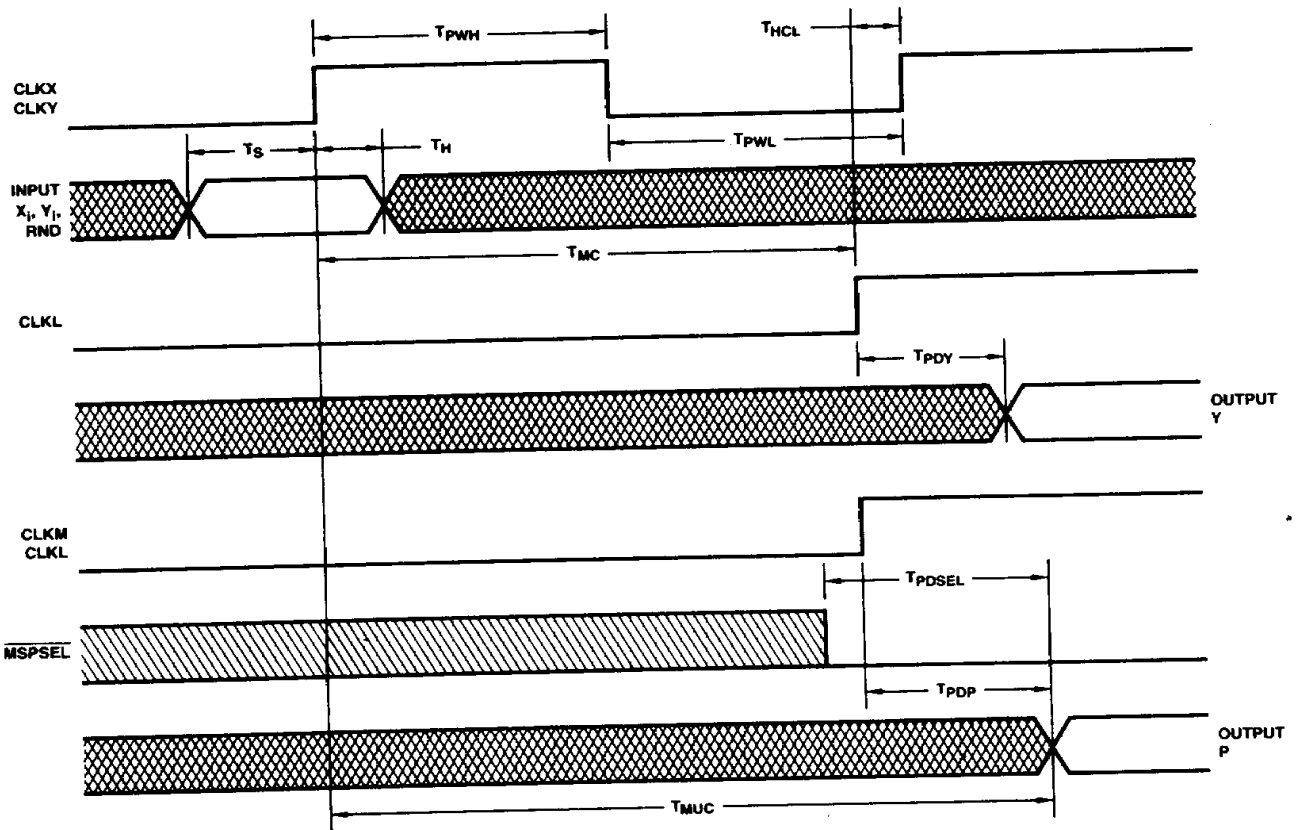 TPWH
THCL
CLKX
CLKY
TS
TH
TPWL
INPUT
Xi, Yi,
RND
TMC
CLKL
TPDY
OUTPUT
Y
CLKM
CLKL
TPDSEL
MSPSEL
TPDP
OUTPUT
P
TMUC